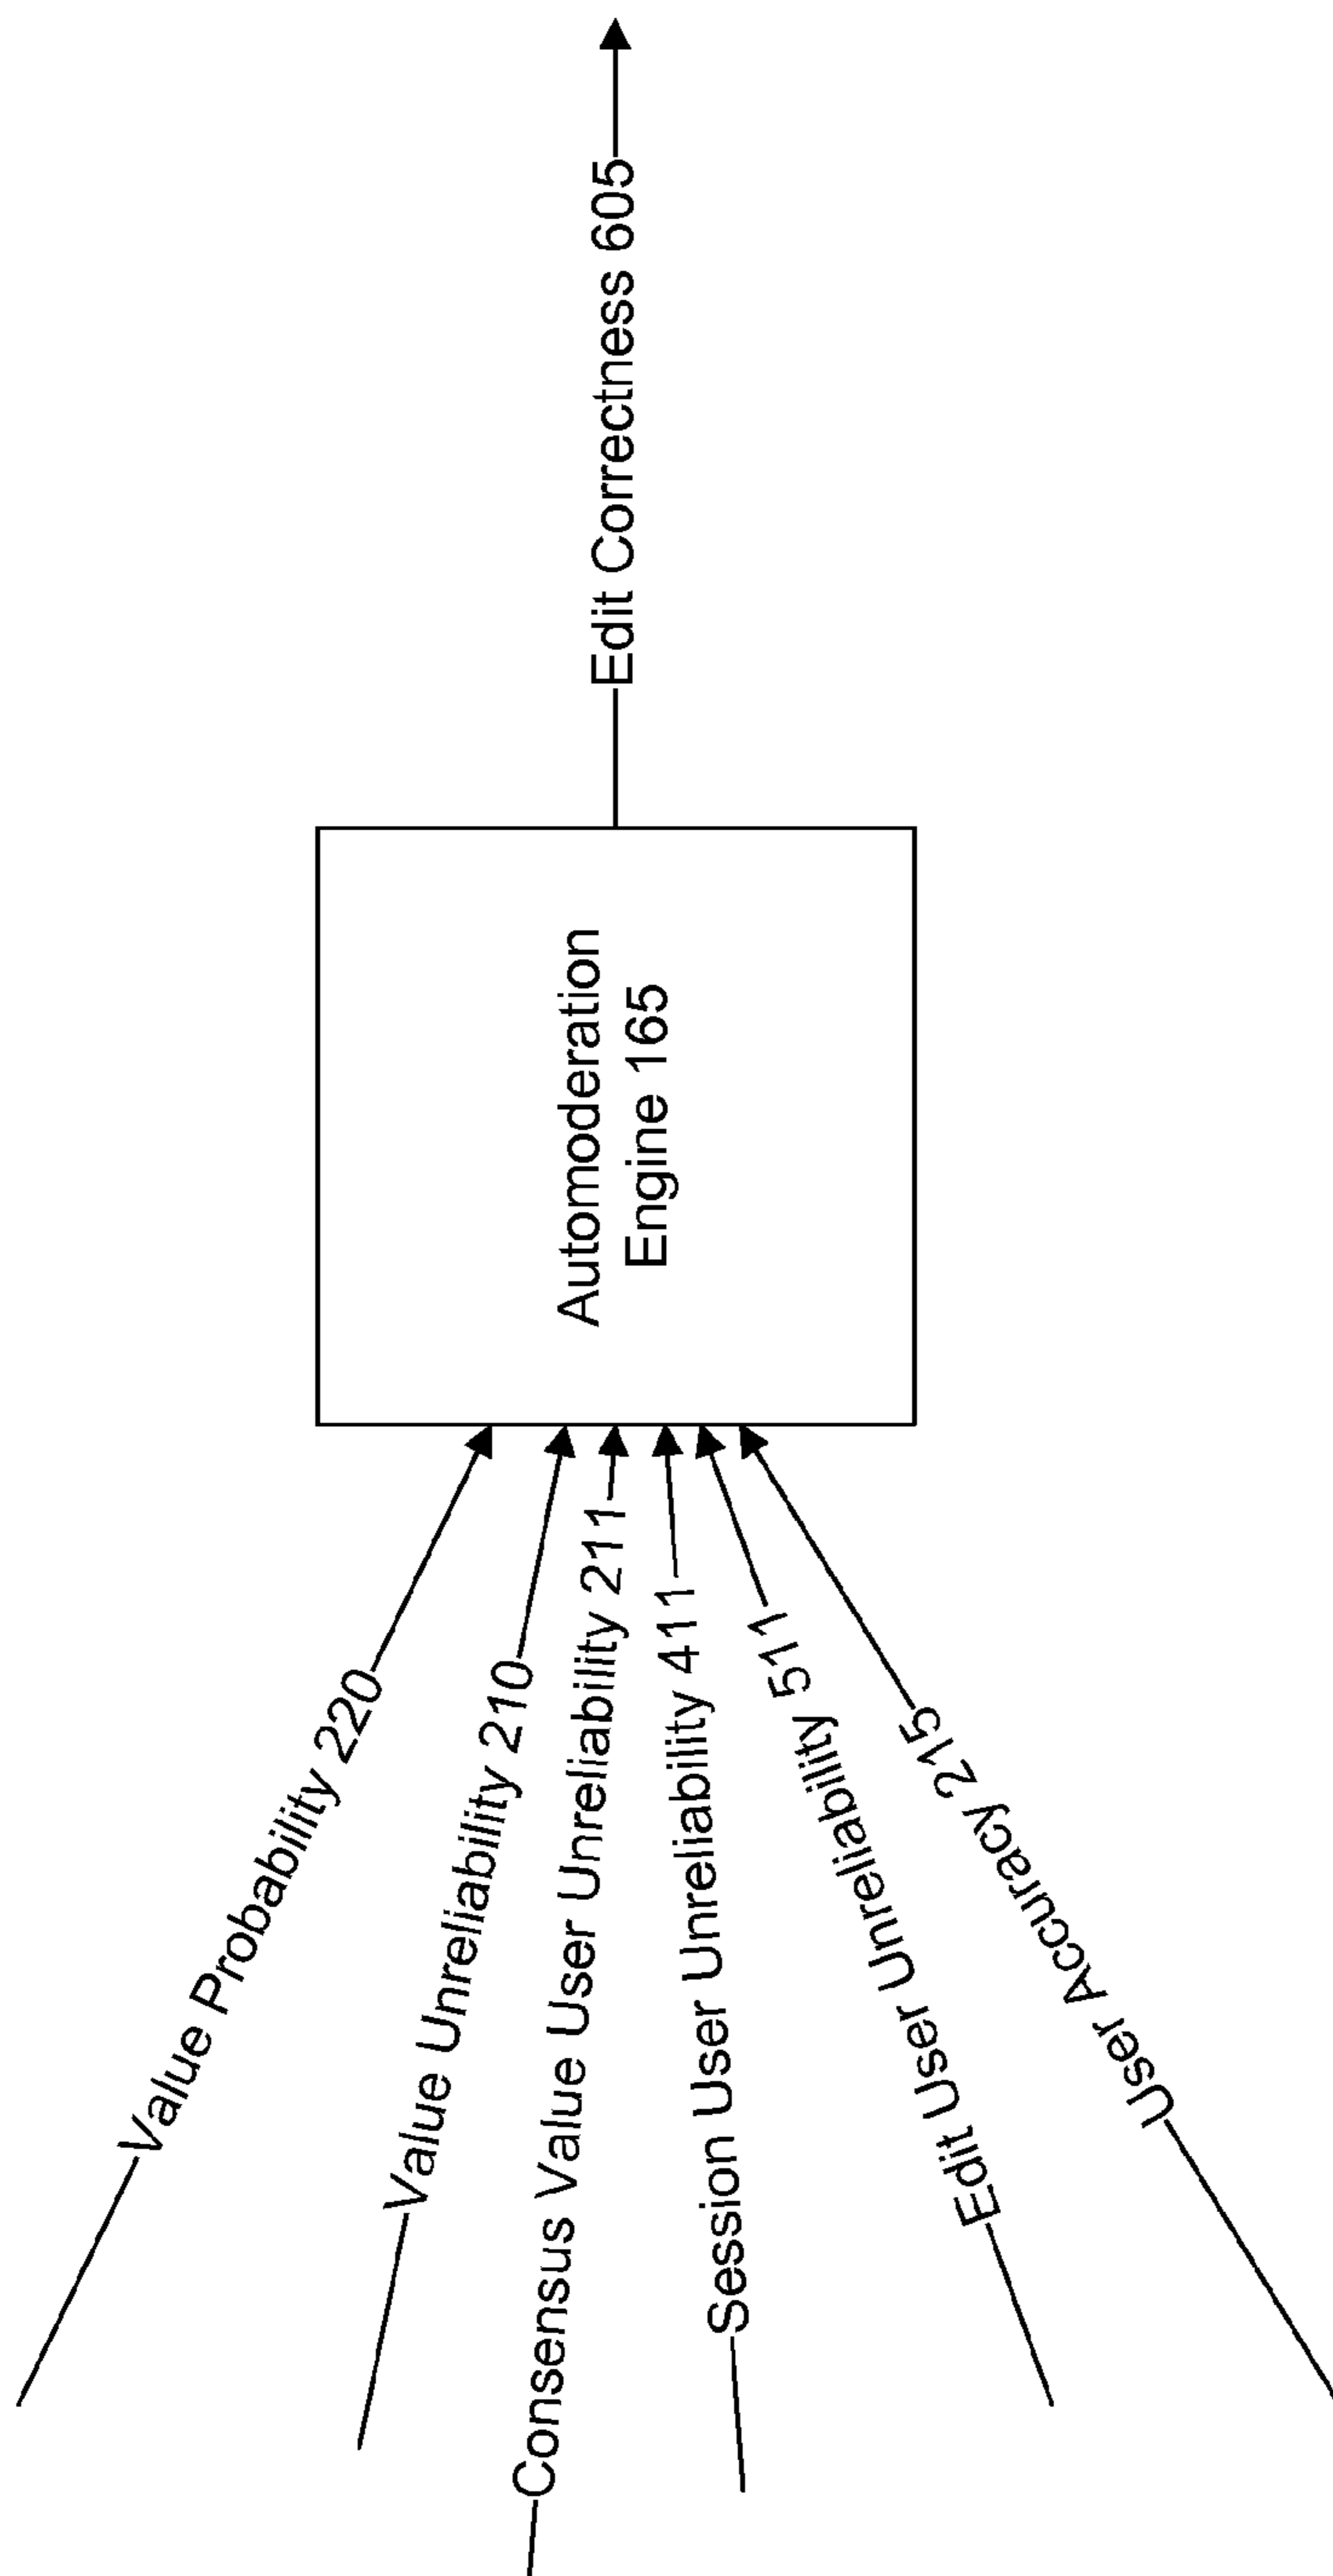 Value Probability 220
Value Unreliability 210
Consensus Value User Unreliability 211
Session User Unreliability 411
Edit User Unreliability 511
User Accuracy 215
Automoderation
Engine 165
Edit Correctness 605